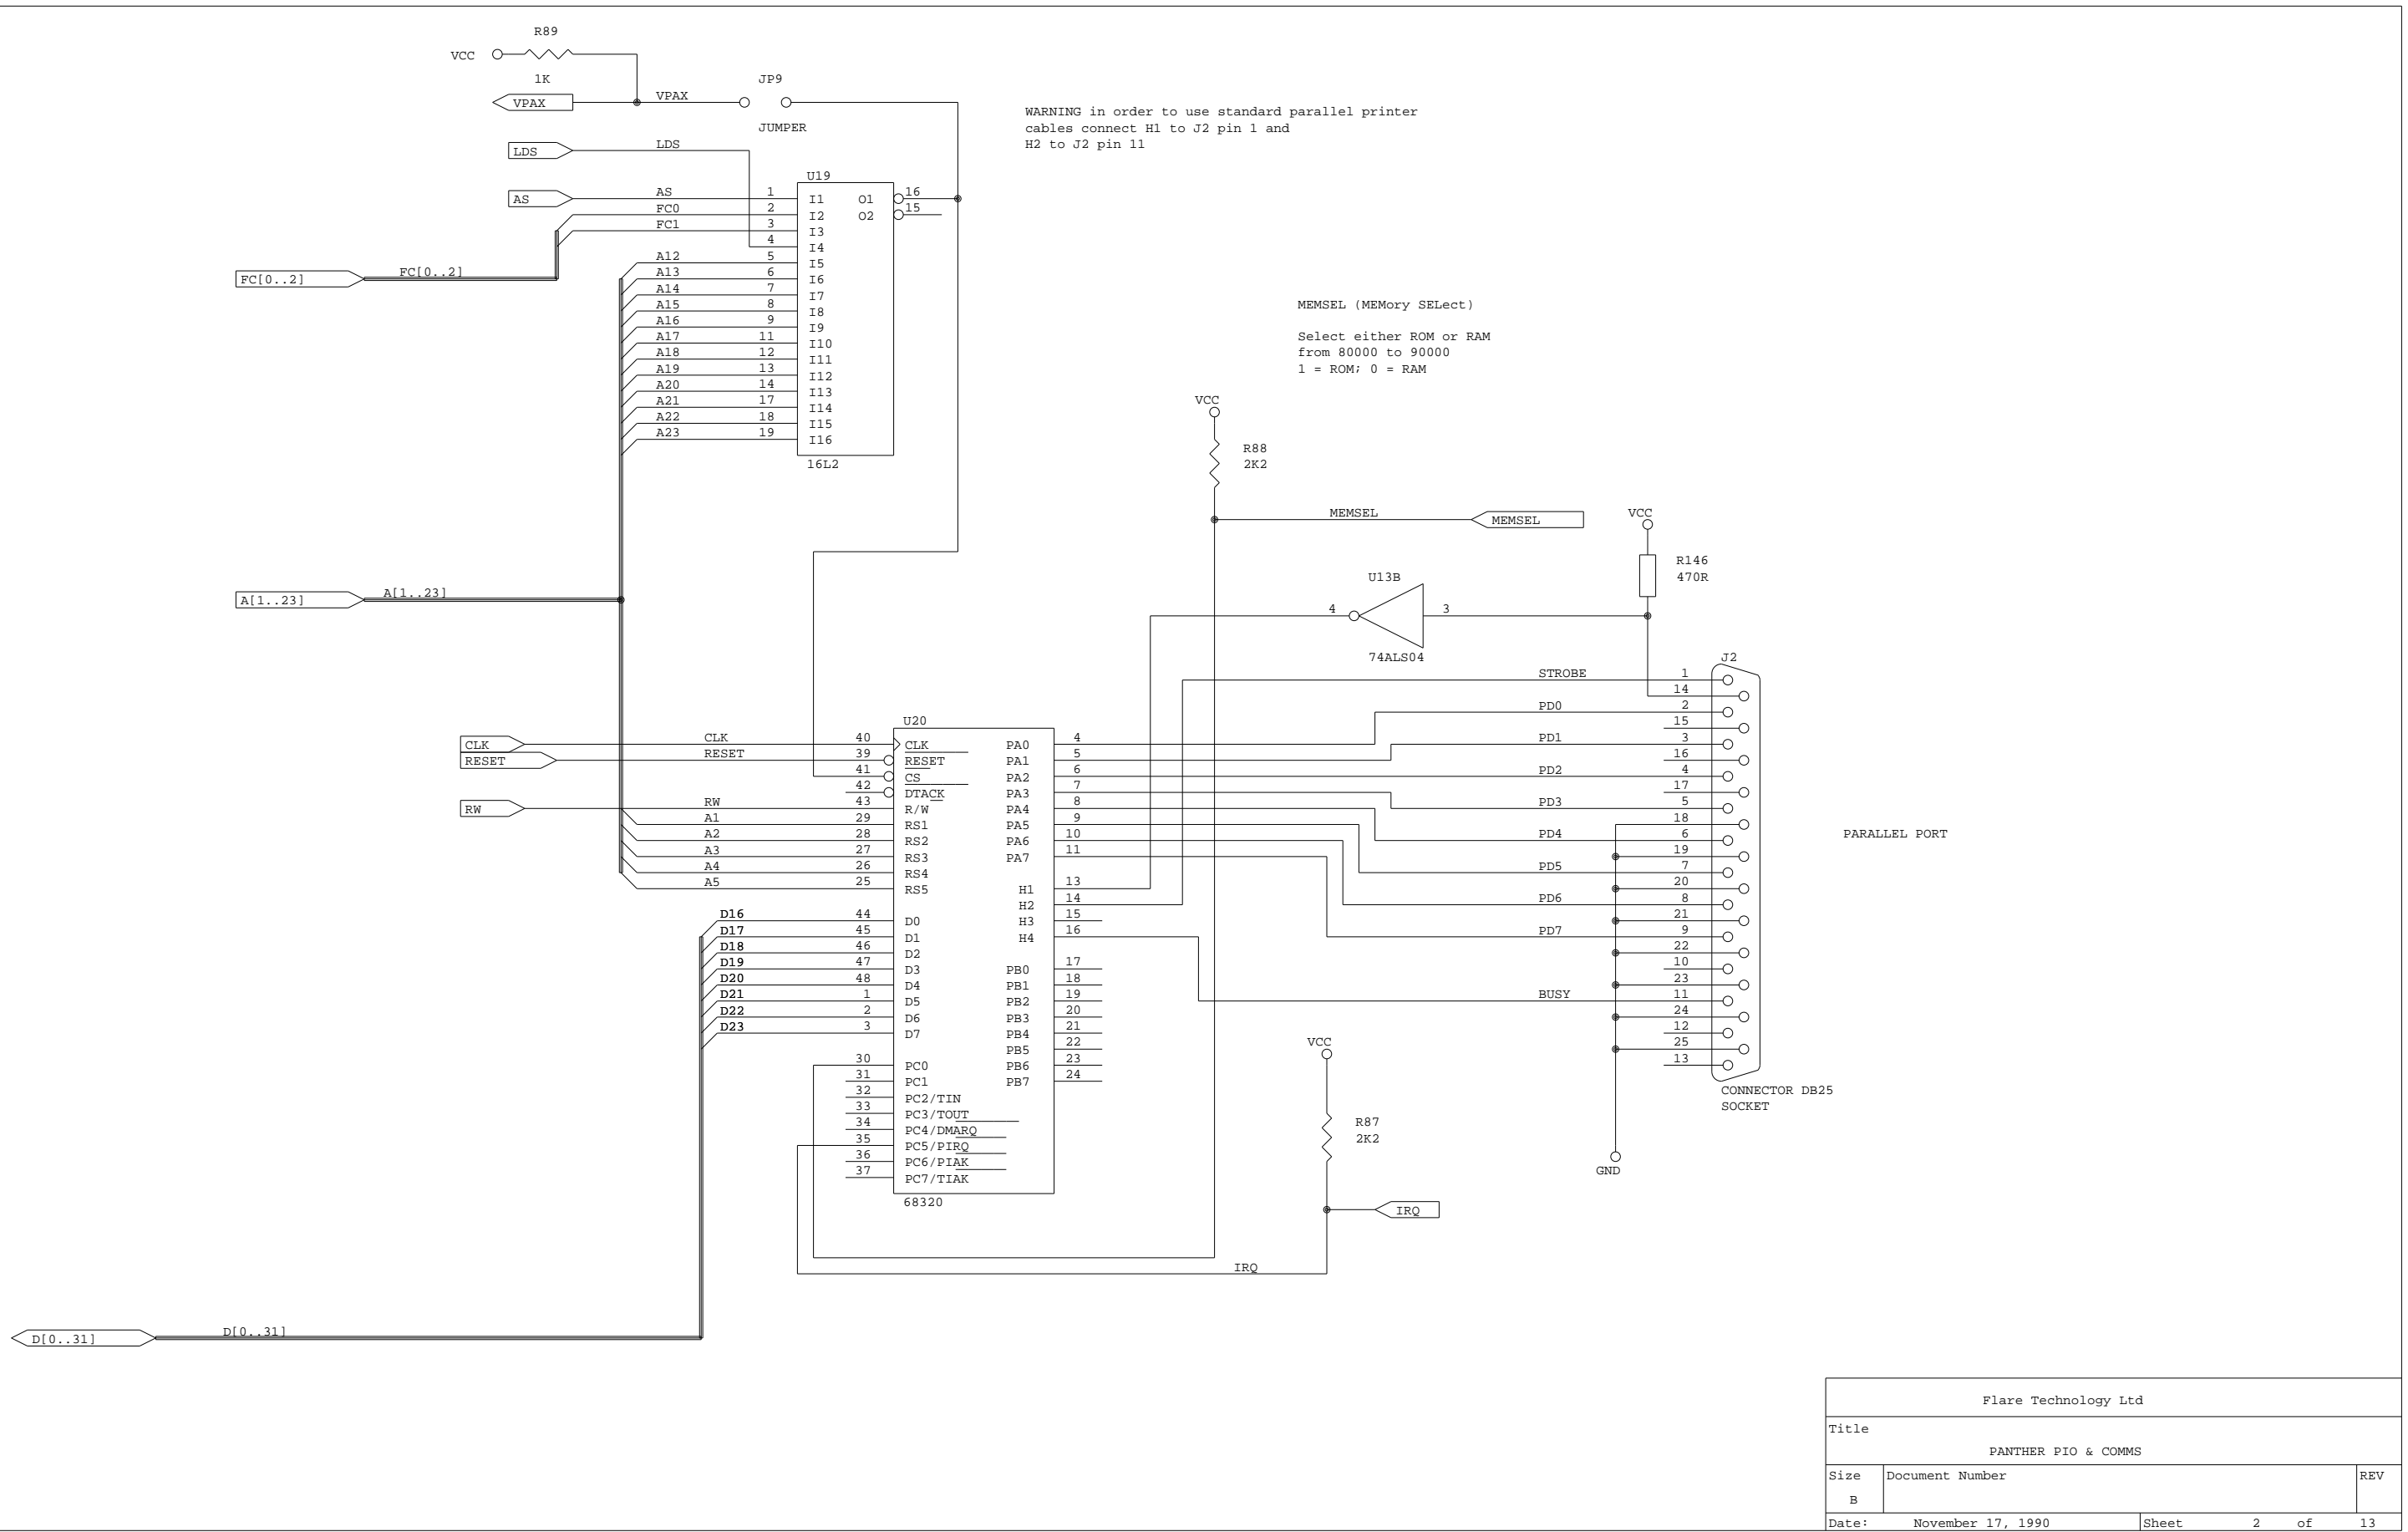 R89
VCC
1K
JP9
VPAX
VPAX
JUMPER
WARNING in order to use standard parallel printer
cables connect H1 to J2 pin 1 and
H2 to J2 pin 11
LDS
LDS
U19
AS
AS
1
I1
O1
16
FC0
2
I2
O2
15
FC1
3
I3
4
I4
A12
5
I5
FC[0..2]
FC[0..2]
A13
6
I6
A14
7
I7
A15
8
I8
A16
9
I9
A17
11
I10
A18
12
I11
A19
13
I12
A20
14
I13
A21
17
I14
A22
18
I15
A23
19
I16
16L2
MEMSEL (MEMory SELect)
Select either ROM or RAM
from 80000 to 90000
1 = ROM; 0 = RAM
VCC
R88
2K2
MEMSEL
MEMSEL
VCC
R146
470R
U13B
4
3
74ALS04
A[1..23]
A[1..23]
J2
STROBE
1
14
PD0
2
15
PD1
3
16
PD2
4
17
PD3
5
18
PD4
6
19
PD5
7
20
PD6
8
21
PD7
9
22
10
23
BUSY
11
24
12
25
13
CONNECTOR DB25
SOCKET
PARALLEL PORT
GND
U20
CLK
CLK
40
CLK
PA0
4
RESET
RESET
39
RESET
PA1
5
41
CS
PA2
6
42
DTACK
PA3
7
RW
RW
43
R/W
PA4
8
A1
29
RS1
PA5
9
A2
28
RS2
PA6
10
A3
27
RS3
PA7
11
A4
26
RS4
A5
25
RS5
H1
13
H2
14
D16
44
D0
H3
15
D17
45
D1
H4
16
D18
46
D2
D19
47
D3
PB0
17
D20
48
D4
PB1
18
D21
1
D5
PB2
19
D22
2
D6
PB3
20
D23
3
D7
PB4
21
PB5
22
30
PC0
PB6
23
31
PC1
PB7
24
32
PC2/TIN
33
PC3/TOUT
34
PC4/DMARQ
35
PC5/PIRQ
36
PC6/PIAK
37
PC7/TIAK
68320
VCC
R87
2K2
IRQ
IRQ
D[0..31]
D[0..31]
Flare Technology Ltd
Title
PANTHER PIO & COMMS
Size
Document Number
REV
B
Date:
November 17, 1990
Sheet
2
of
13